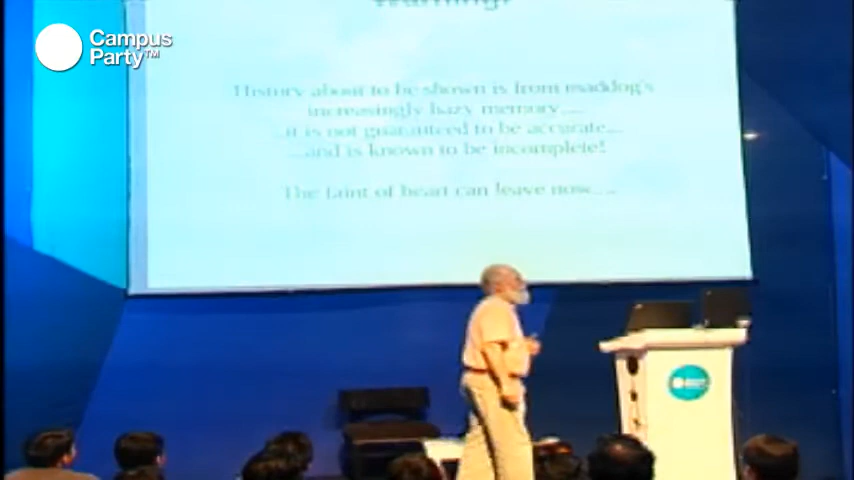 Campus
Party™
Warning!
History about to be shown is from maddog's
increasingly hazy memory....
...it is not guaranteed to be accurate...
....and is known to be incomplete!
The faint of heart can leave now....